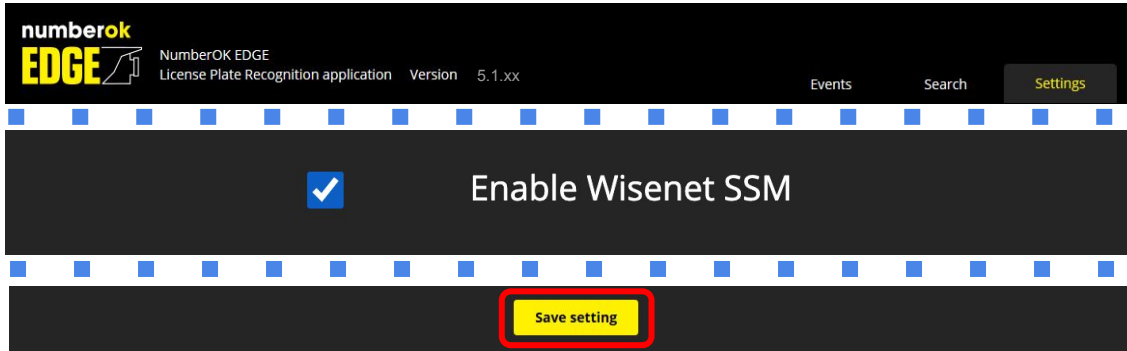 numberok
EDGE
NumberOK EDGE
License Plate Recognition application Version 5.1.xx
Events Search Settings
Enable Wisenet SSM
Save setting